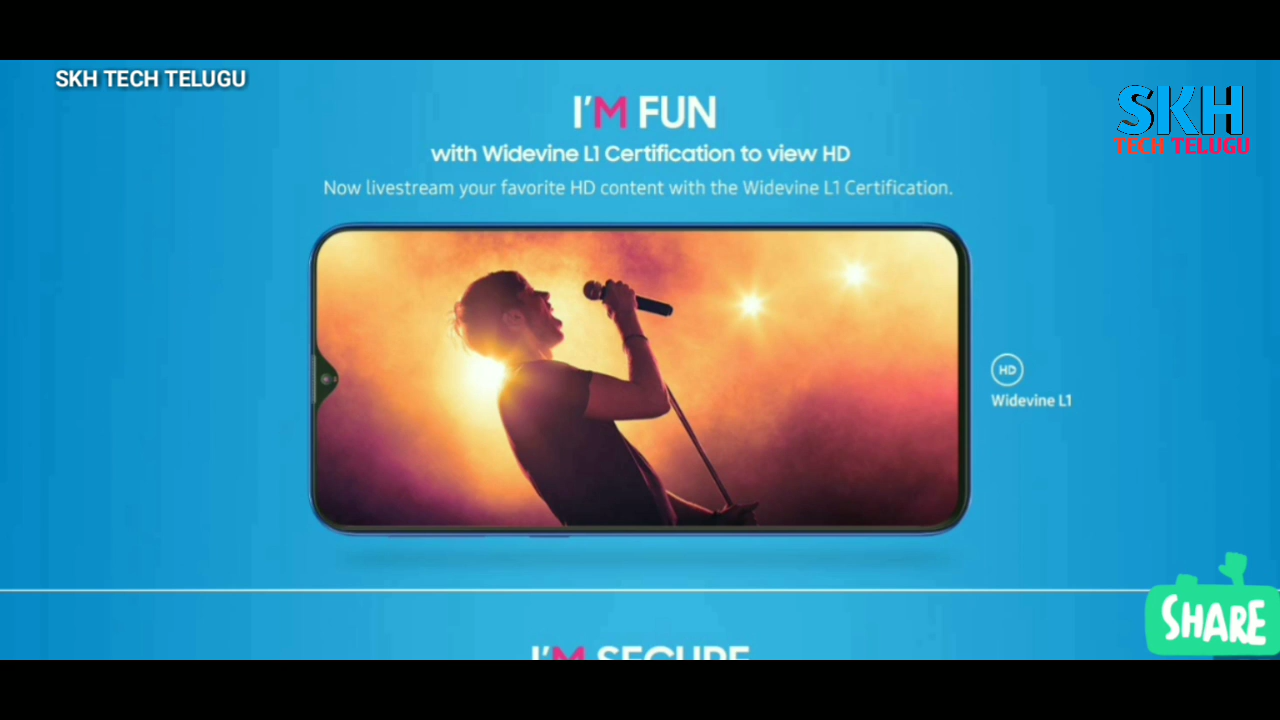 SKH TECH TELUGU
SKH
TECH TELUGU
I'M FUN
with Widevine L1 Certification to view HD
Now livestream your favorite HD content with the Widevine L1 Certification.
HD
Widevine L1
SHARE
I'M SECURE